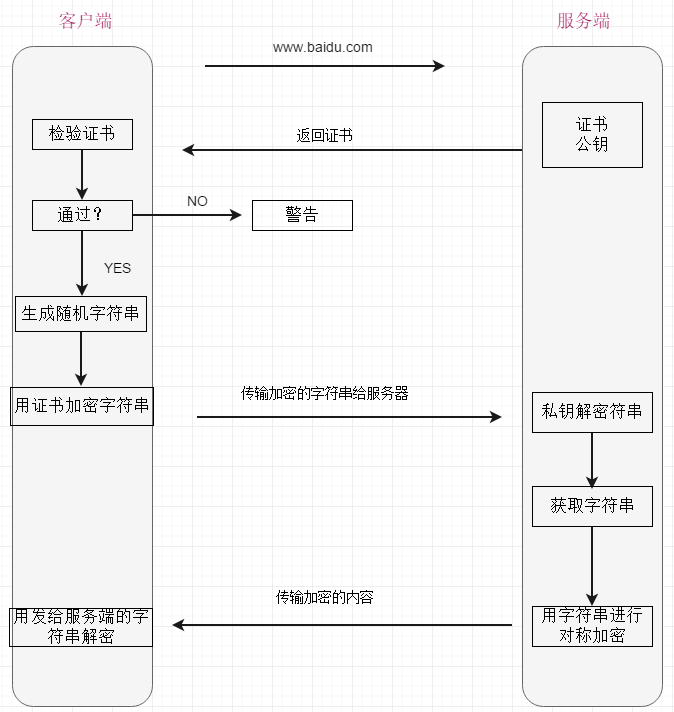 客户端
服务端
www.baidu.com
证书
公钥
返回证书
检验证书
通过?
NO
警告
YES
生成随机字符串
用证书加密字符串
传输加密的字符串给服务器
私钥解密符串
获取字符串
传输加密的内容
用发给服务端的字
符串解密
用字符串进行
对称加密